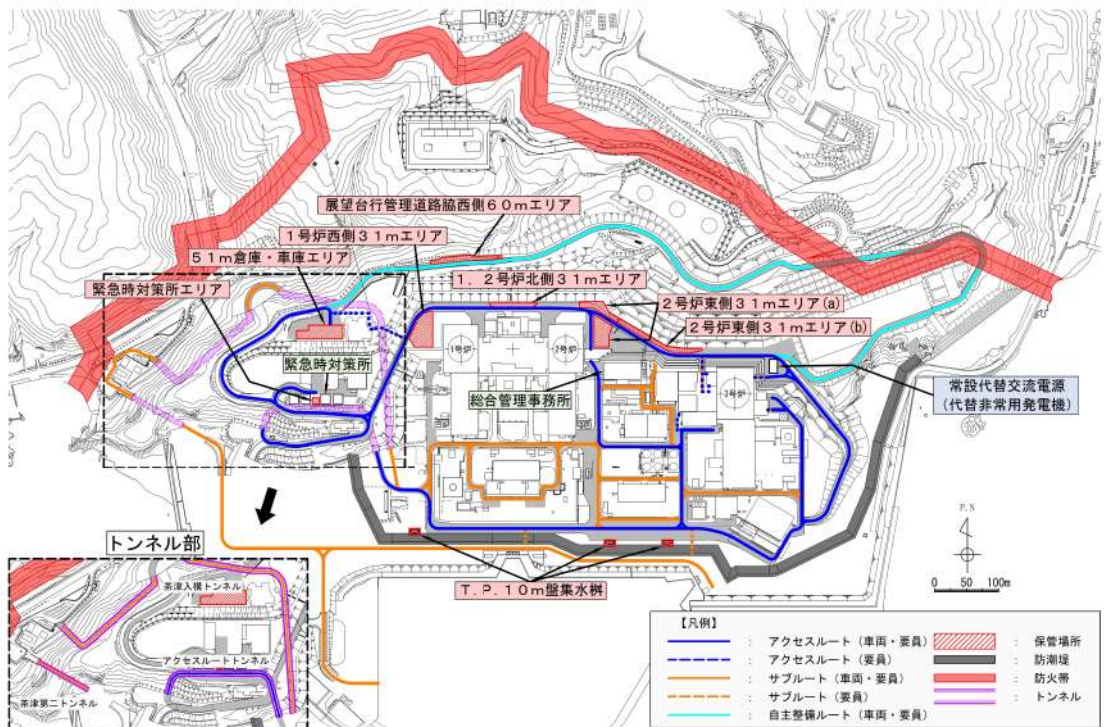 展望台行管理道路脇西側６０ｍエリア
１号炉西側３１ｍエリア
５１ｍ倉庫・車庫エリア
１，２号炉北側３１ｍエリア
緊急時対策所エリア
２号炉東側３１ｍエリア(a)
２号炉東側３１ｍエリア(b)
1号炉
2号炉
緊急時対策所
総合管理事務所
3号炉
常設代替交流電源
(代替非常用発電機)
P.N
トンネル部
茶津入構トンネル
0 50 100m
Ｔ．Ｐ．１０ｍ盤集水桝
アクセスルートトンネル
茶津第二トンネル
【凡例】
： アクセスルート（車両・要員） ： 保管場所
： アクセスルート（要員） ： 防潮堤
： サブルート（車両・要員） ： 防火帯
： サブルート（要員） ： トンネル
： 自主整備ルート（車両・要員）